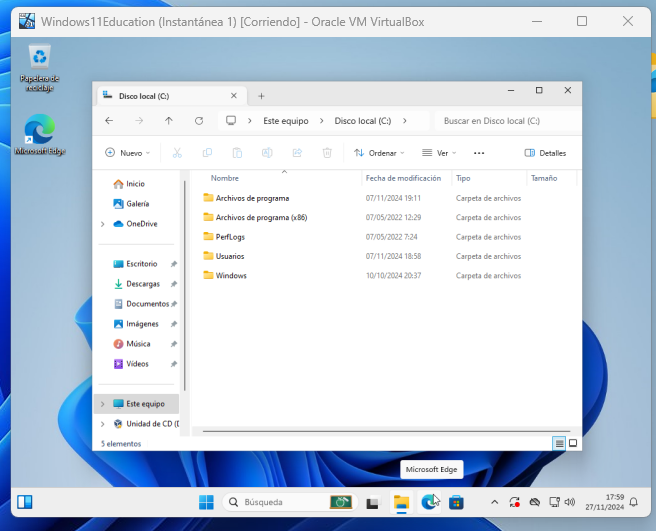 Windows11Education (Instantánea 1) [Corriendo] - Oracle VM VirtualBox
Papelera de
reciclaje
Microsoft Edge
Disco local (C:)
Este equipo
Disco local (C:)
Buscar en Disco local (C:)
Nuevo
Ordenar
Ver
Detalles
Inicio
Galería
OneDrive
Escritorio
Descargas
Documentos
Imágenes
Música
Vídeos
Este equipo
Unidad de CD (I
5 elementos
Nombre Fecha de modificación Tipo Tamaño
Archivos de programa 07/11/2024 19:11 Carpeta de archivos
Archivos de programa (x86) 07/05/2022 12:29 Carpeta de archivos
PerfLogs 07/05/2022 7:24 Carpeta de archivos
Usuarios 07/11/2024 18:58 Carpeta de archivos
Windows 10/10/2024 20:37 Carpeta de archivos
Microsoft Edge
Búsqueda
17:59
27/11/2024